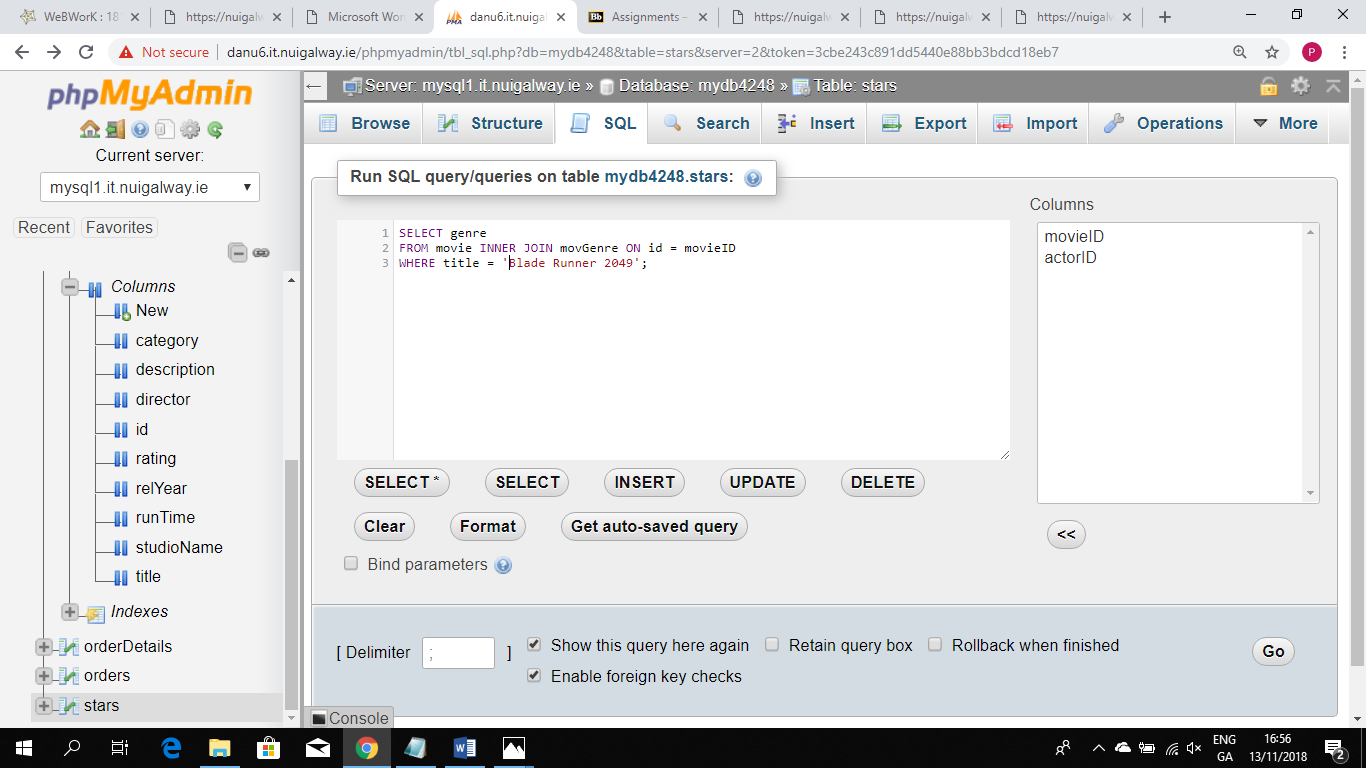 WeBWorK : 18
https://nuigalw
Microsoft Wor
danu6.it.nuiga
Assignments –
https://nuigalw
https://nuigalw
https://nuigalw
Not secure
danu6.it.nuigalway.ie/phpmyadmin/tbl_sql.php?db=mydb4248&table=stars&server=2&token=3cbe243c891dd5440e88bb3bdcd18eb7
P
phpMyAdmin
Current server:
mysql1.it.nuigalway.ie
Recent
Favorites
Columns
New
category
description
director
id
rating
relYear
runTime
studioName
title
Indexes
orderDetails
orders
stars
Server: mysql1.it.nuigalway.ie » Database: mydb4248 » Table: stars
Browse
Structure
SQL
Search
Insert
Export
Import
Operations
More
Run SQL query/queries on table mydb4248.stars:
1 SELECT genre
2 FROM movie INNER JOIN movGenre ON id = movieID
3 WHERE title = 'Blade Runner 2049';
Columns
movieID
actorID
<<
SELECT *
SELECT
INSERT
UPDATE
DELETE
Clear
Format
Get auto-saved query
Bind parameters
[ Delimiter ; ]
Show this query here again
Retain query box
Rollback when finished
Enable foreign key checks
Go
Console
ENG
GA
16:56
13/11/2018
2